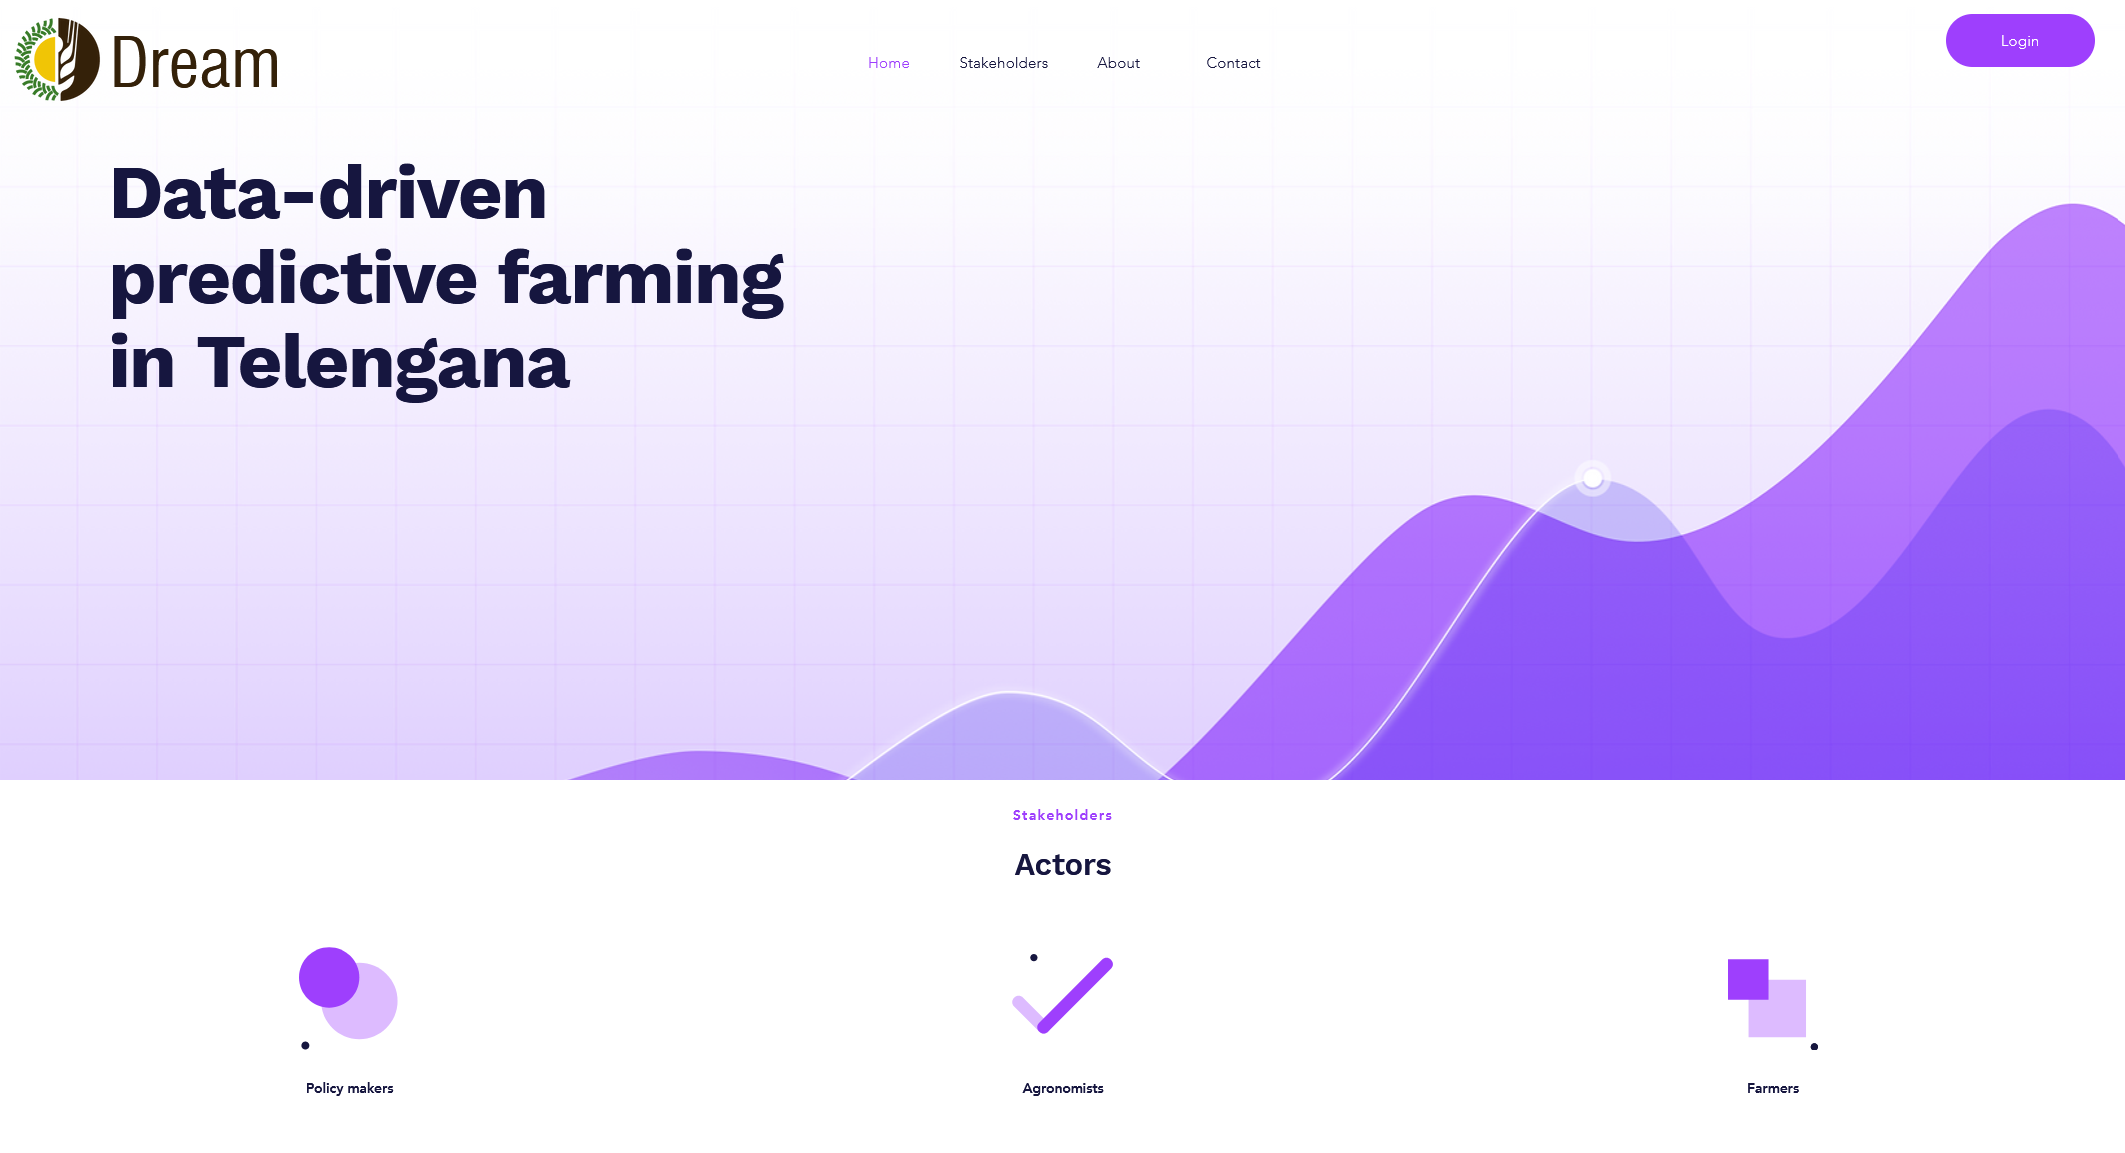 Dream
Home Stakeholders About Contact
Login
Data-driven
predictive farming
in Telengana
Stakeholders
Actors
Policy makers
Agronomists
Farmers